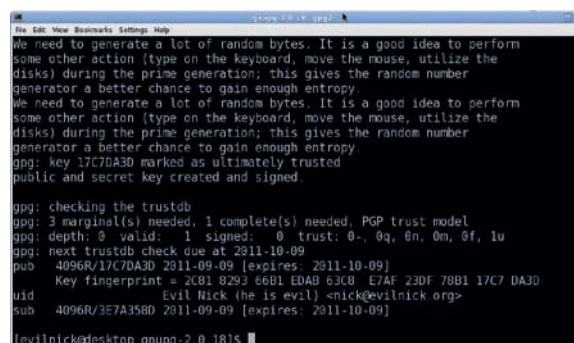 gnupg-2.0.18: gpg2
File Edit View Bookmarks Settings Help
We need to generate a lot of random bytes. It is a good idea to perform
some other action (type on the keyboard, move the mouse, utilize the
disks) during the prime generation; this gives the random number
generator a better chance to gain enough entropy.
We need to generate a lot of random bytes. It is a good idea to perform
some other action (type on the keyboard, move the mouse, utilize the
disks) during the prime generation; this gives the random number
generator a better chance to gain enough entropy.
gpg: key 17C7DA3D marked as ultimately trusted
public and secret key created and signed.
gpg: checking the trustdb
gpg: 3 marginal(s) needed, 1 complete(s) needed, PGP trust model
gpg: depth: 0 valid: 1 signed: 0 trust: 0-, 0q, 0n, 0m, 0f, 1u
gpg: next trustdb check due at 2011-10-09
pub 4096R/17C7DA3D 2011-09-09 [expires: 2011-10-09]
Key fingerprint = 2C81 8293 66B1 EDAB 63C8 E7AF 23DF 78B1 17C7 DA3D
uid Evil Nick (he is evil) <nick@evilnick.org>
sub 4096R/3E7A358D 2011-09-09 [expires: 2011-10-09]
[evilnick@desktop gnupg-2.0.18]$